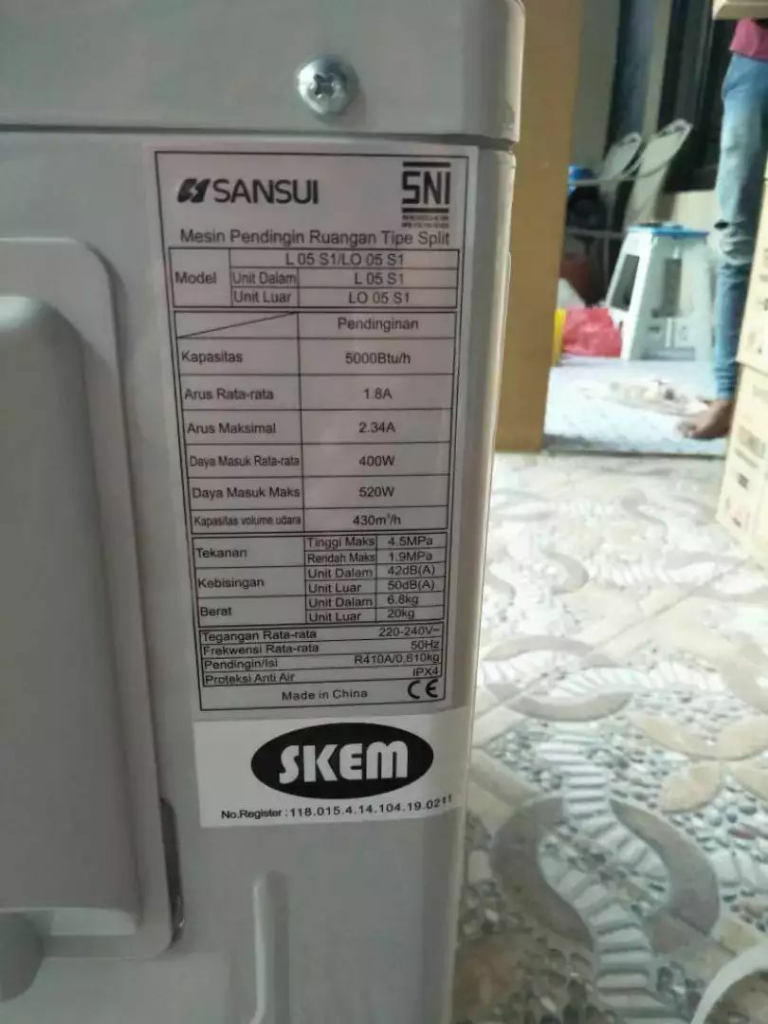 SANSUI
SNI
Mesin Pendingin Ruangan Tipe Split
Model L 05 S1/LO 05 S1
Unit Dalam L 05 S1
Unit Luar LO 05 S1
Pendinginan
Kapasitas 5000Btu/h
Arus Rata-rata 1.8A
Arus Maksimal 2.34A
Daya Masuk Rata-rata 400W
Daya Masuk Maks 520W
Kapasitas volume udara 430m³/h
Tekanan Tinggi Maks 4.5MPa
Rendah Maks 1.9MPa
Kebisingan Unit Dalam 42dB(A)
Unit Luar 50dB(A)
Berat Unit Dalam 6.8kg
Unit Luar 20kg
Tegangan Rata-rata 220-240V~
Frekwensi Rata-rata 50Hz
Pendingin/Isi R410A/0.610kg
Proteksi Anti Air IPX4
Made in China CE
SKEM
No.Register : 118.015.4.14.104.19.0211